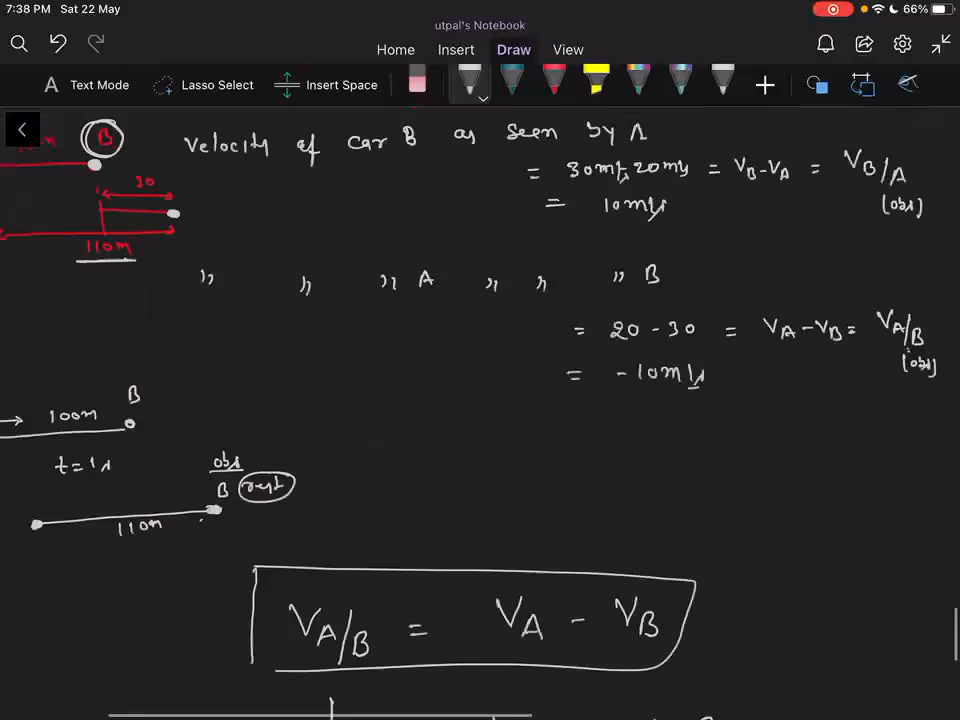 7:38 PM Sat 22 May
66%
utpal's Notebook
Home Insert Draw View
Text Mode Lasso Select Insert Space
B velocity of car B as seen by A
30 = 30m/s-20m/s = VB-VA = VB/A
= 10m/s (obs)
110m
" " " A " " " B
= 20 - 30 = VA-VB= VA/B
(obs)
= -10m/s
B
100m
t=1s
obs
B rest
110m
VA/B = VA - VB